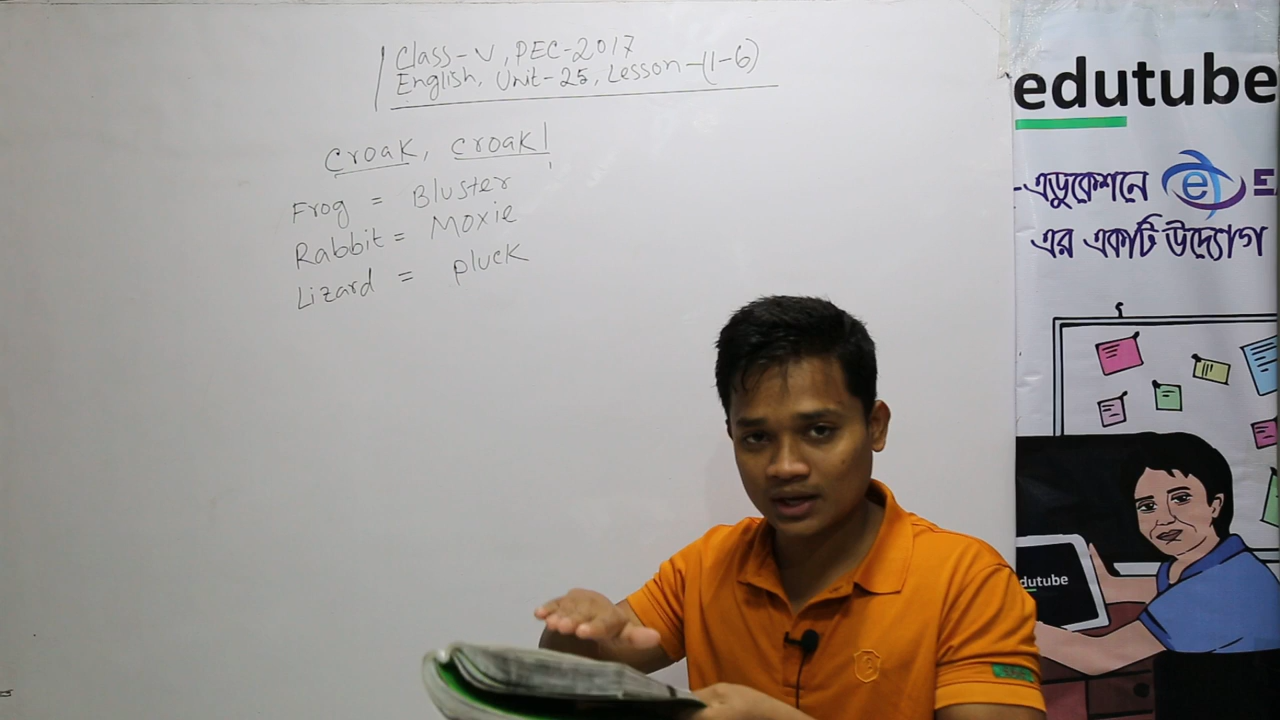 Class-V, PEC-2017
English, Unit-25, Lesson-(1-6)
Croak, Croak!
Frog = Bluster
Rabbit = Moxie
Lizard = Pluck
edutube
-এডুকেশনে e
এর একটি উদ্যোগ
dutube